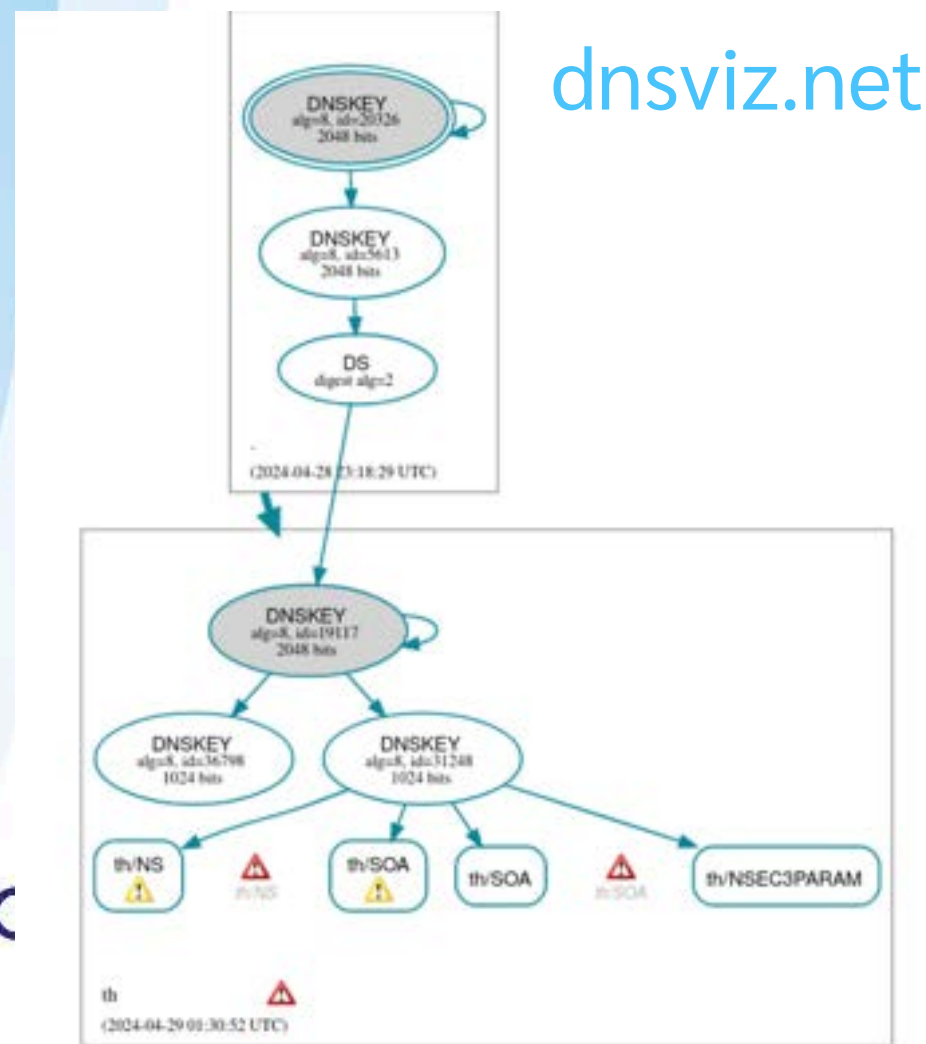 dnsviz.net
DNSKEY
alg=8, id=20326
2048 bits
DNSKEY
alg=8, id=5613
2048 bits
DS
digest alg=2
.
(2024-04-28 23:18:29 UTC)
DNSKEY
alg=8, id=19117
2048 bits
DNSKEY
alg=8, id=36798
1024 bits
DNSKEY
alg=8, id=31248
1024 bits
th/NS
th/NS
th/SOA
th/SOA
th/SOA
th/NSEC3PARAM
th
(2024-04-29 01:30:52 UTC)